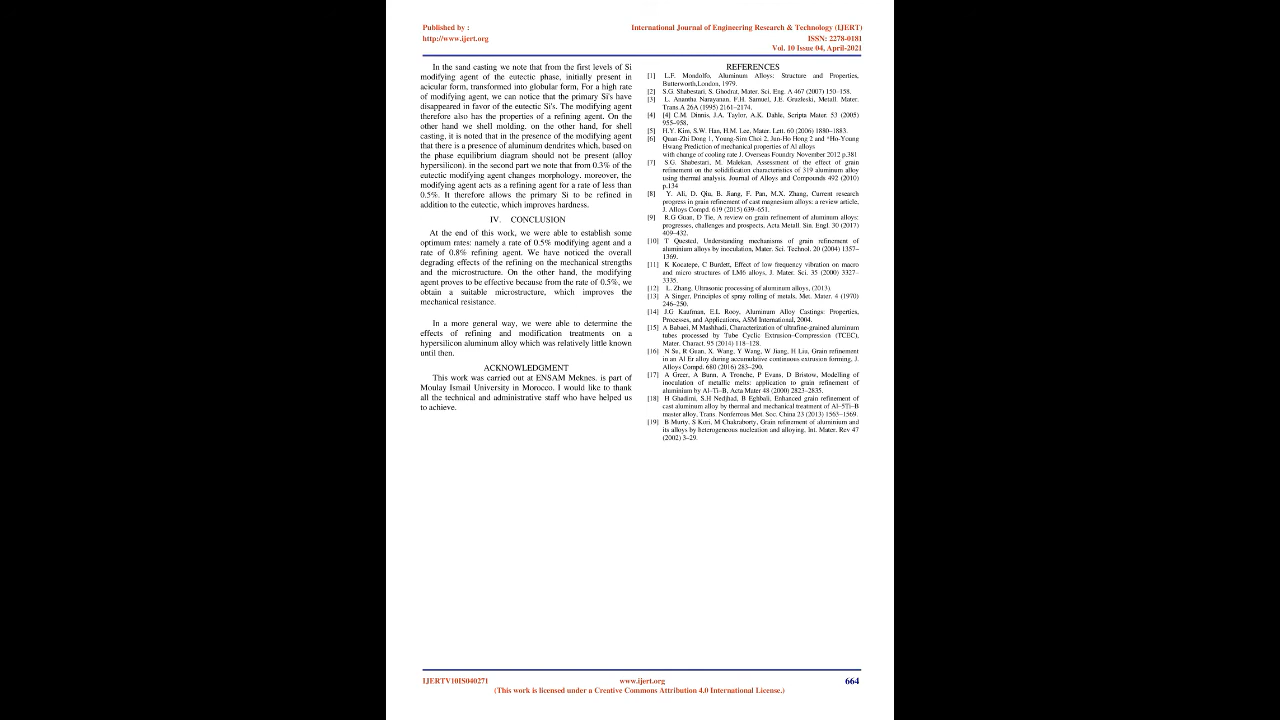 Published by :
http://www.ijert.org
International Journal of Engineering Research & Technology (IJERT)
ISSN: 2278-0181
Vol. 10 Issue 04, April-2021
In the sand casting we note that from the first levels of Si
modifying agent of the eutectic phase, initially present in
acicular form, transformed into globular form, For a high rate
of modifying agent, we can notice that the primary Si's have
disappeared in favor of the eutectic Si's. The modifying agent
therefore also has the properties of a refining agent. On the
other hand we shell molding, on the other hand, for shell
casting, it is noted that in the presence of the modifying agent
that there is a presence of aluminum dendrites which, based on
the phase equilibrium diagram should not be present (alloy
hypersilicon). in the second part we note that from 0.3% of the
eutectic modifying agent changes morphology. moreover, the
modifying agent acts as a refining agent for a rate of less than
0.5%. It therefore allows the primary Si to be refined in
addition to the eutectic, which improves hardness.
IV. CONCLUSION
At the end of this work, we were able to establish some
optimum rates: namely a rate of 0.5% modifying agent and a
rate of 0.8% refining agent. We have noticed the overall
degrading effects of the refining on the mechanical strengths
and the microstructure. On the other hand, the modifying
agent proves to be effective because from the rate of 0.5%, we
obtain a suitable microstructure, which improves the
mechanical resistance.
In a more general way, we were able to determine the
effects of refining and modification treatments on a
hypersilicon aluminum alloy which was relatively little known
until then.
ACKNOWLEDGMENT
This work was carried out at ENSAM Meknes. is part of
Moulay Ismail University in Morocco. I would like to thank
all the technical and administrative staff who have helped us
to achieve.
REFERENCES
[1] L.F. Mondolfo, Aluminum Alloys: Structure and Properties,
Butterworth,London, 1979.
[2] S.G. Shabestari, S. Ghodrat, Mater. Sci. Eng. A 467 (2007) 150–158.
[3] L. Anantha Narayanan, F.H. Samuel, J.E. Gruzleski, Metall. Mater.
Trans.A 26A (1995) 2161–2174.
[4] [4] C.M. Dinnis, J.A. Taylor, A.K. Dahle, Scripta Mater. 53 (2005)
955–958.
[5] H.Y. Kim, S.W. Han, H.M. Lee, Mater. Lett. 60 (2006) 1880–1883.
[6] Quan-Zhi Dong 1, Young-Sim Choi 2, Jun-Ho Hong 2 and *Ho-Young
Hwang Prediction of mechanical properties of Al alloys
with change of cooling rate J. Overseas Foundry November 2012 p.381
[7] S.G. Shabestari, M. Malekan, Assessment of the effect of grain
refinement on the solidification characteristics of 319 aluminum alloy
using thermal analysis. Journal of Alloys and Compounds 492 (2010)
p.134
[8] Y. Ali, D. Qiu, B. Jiang, F. Pan, M.X. Zhang, Current research
progress in grain refinement of cast magnesium alloys: a review article,
J. Alloys Compd. 619 (2015) 639–651.
[9] R.G Guan, D Tie, A review on grain refinement of aluminum alloys:
progresses, challenges and prospects, Acta Metall. Sin. Engl. 30 (2017)
409–432.
[10] T Quested, Understanding mechanisms of grain refinement of
aluminium alloys by inoculation, Mater. Sci. Technol. 20 (2004) 1357–
1369.
[11] K Kocatepe, C Burdett, Effect of low frequency vibration on macro
and micro structures of LM6 alloys, J. Mater. Sci. 35 (2000) 3327–
3335.
[12] L. Zhang, Ultrasonic processing of aluminum alloys, (2013).
[13] A Singer, Principles of spray rolling of metals, Met. Mater. 4 (1970)
246–250.
[14] J.G Kaufman, E.L Rooy, Aluminum Alloy Castings: Properties,
Processes, and Applications, ASM International, 2004.
[15] A Babaei, M Mashhadi, Characterization of ultrafine-grained aluminum
tubes processed by Tube Cyclic Extrusion–Compression (TCEC),
Mater. Charact. 95 (2014) 118–128.
[16] N Su, R Guan, X. Wang, Y Wang, W Jiang, H Liu, Grain refinement
in an Al Er alloy during accumulative continuous extrusion forming, J.
Alloys Compd. 680 (2016) 283–290.
[17] A Greer, A Bunn, A Tronche, P Evans, D Bristow, Modelling of
inoculation of metallic melts: application to grain refinement of
aluminium by Al–Ti–B, Acta Mater 48 (2000) 2823–2835.
[18] H Ghadimi, S.H Nedjhad, B Eghbali, Enhanced grain refinement of
cast aluminum alloy by thermal and mechanical treatment of Al–5Ti–B
master alloy, Trans. Nonferrous Met. Soc. China 23 (2013) 1563–1569.
[19] B Murty, S Kori, M Chakraborty, Grain refinement of aluminium and
its alloys by heterogeneous nucleation and alloying, Int. Mater. Rev 47
(2002) 3–29.
IJERTV10IS040271
www.ijert.org
664
(This work is licensed under a Creative Commons Attribution 4.0 International License.)